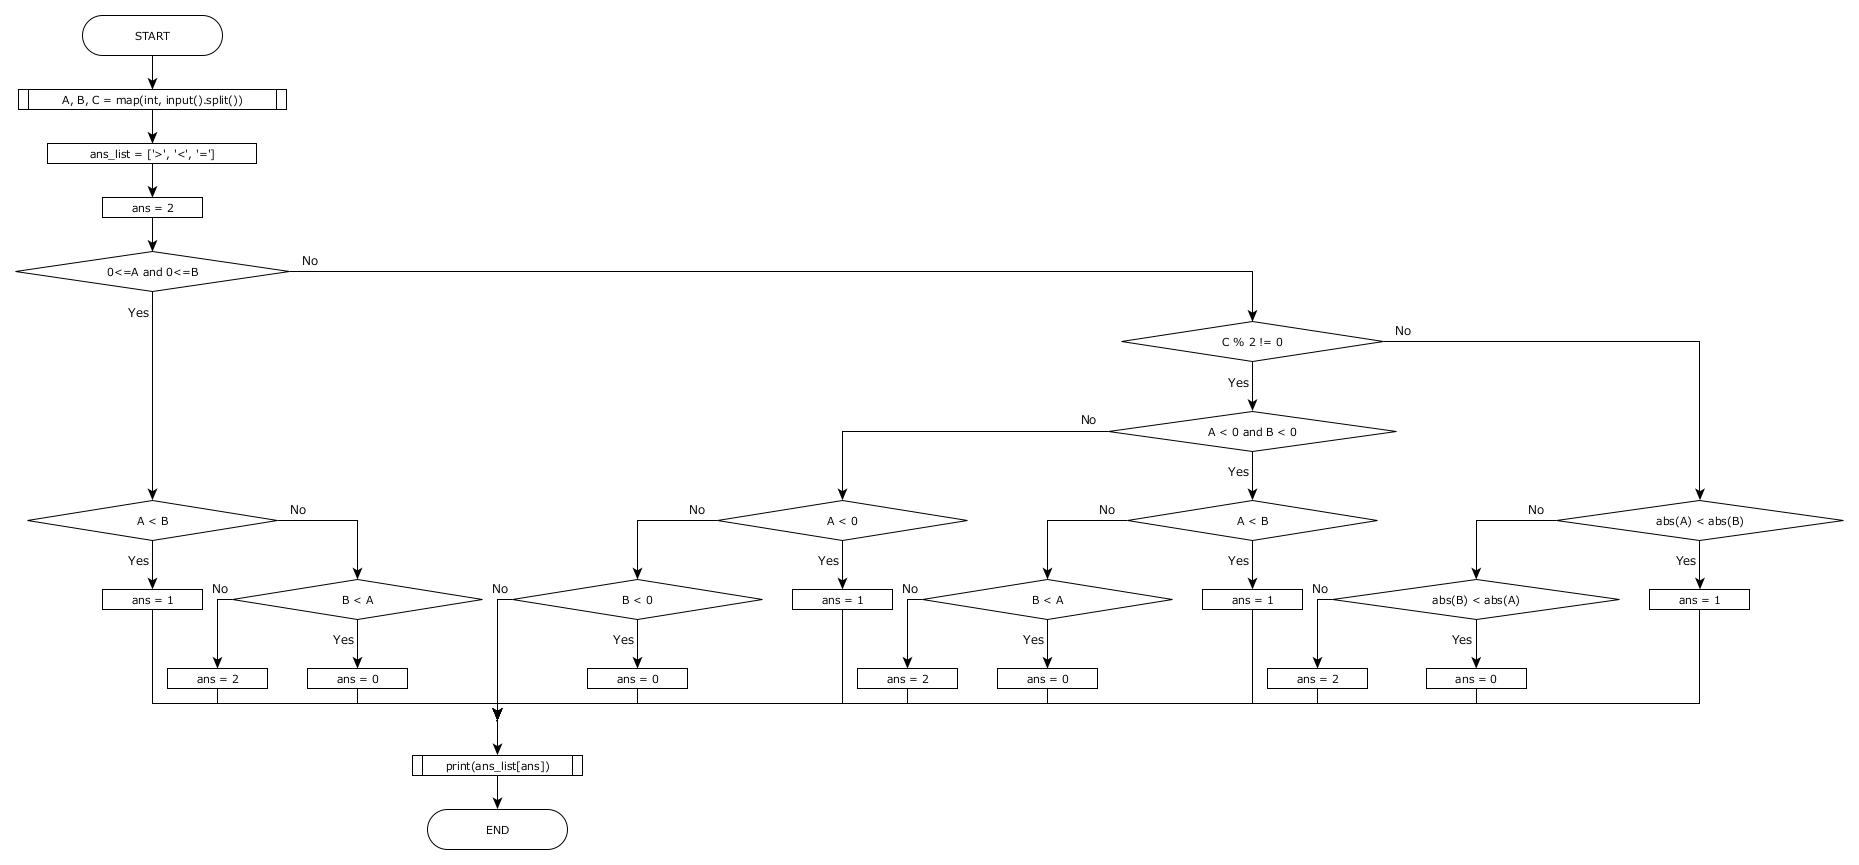 START
A, B, C = map(int, input().split())
ans_list = ['>', '<', '=']
ans = 2
0<=A and 0<=B
No
Yes
C % 2 != 0
No
Yes
A < 0 and B < 0
No
Yes
A < B
No
Yes
A < 0
No
Yes
A < B
No
Yes
abs(A) < abs(B)
No
Yes
ans = 1
B < A
No
Yes
B < 0
No
Yes
ans = 1
B < A
No
Yes
ans = 1
abs(B) < abs(A)
No
Yes
ans = 1
ans = 2
ans = 0
ans = 0
ans = 2
ans = 0
ans = 2
ans = 0
print(ans_list[ans])
END